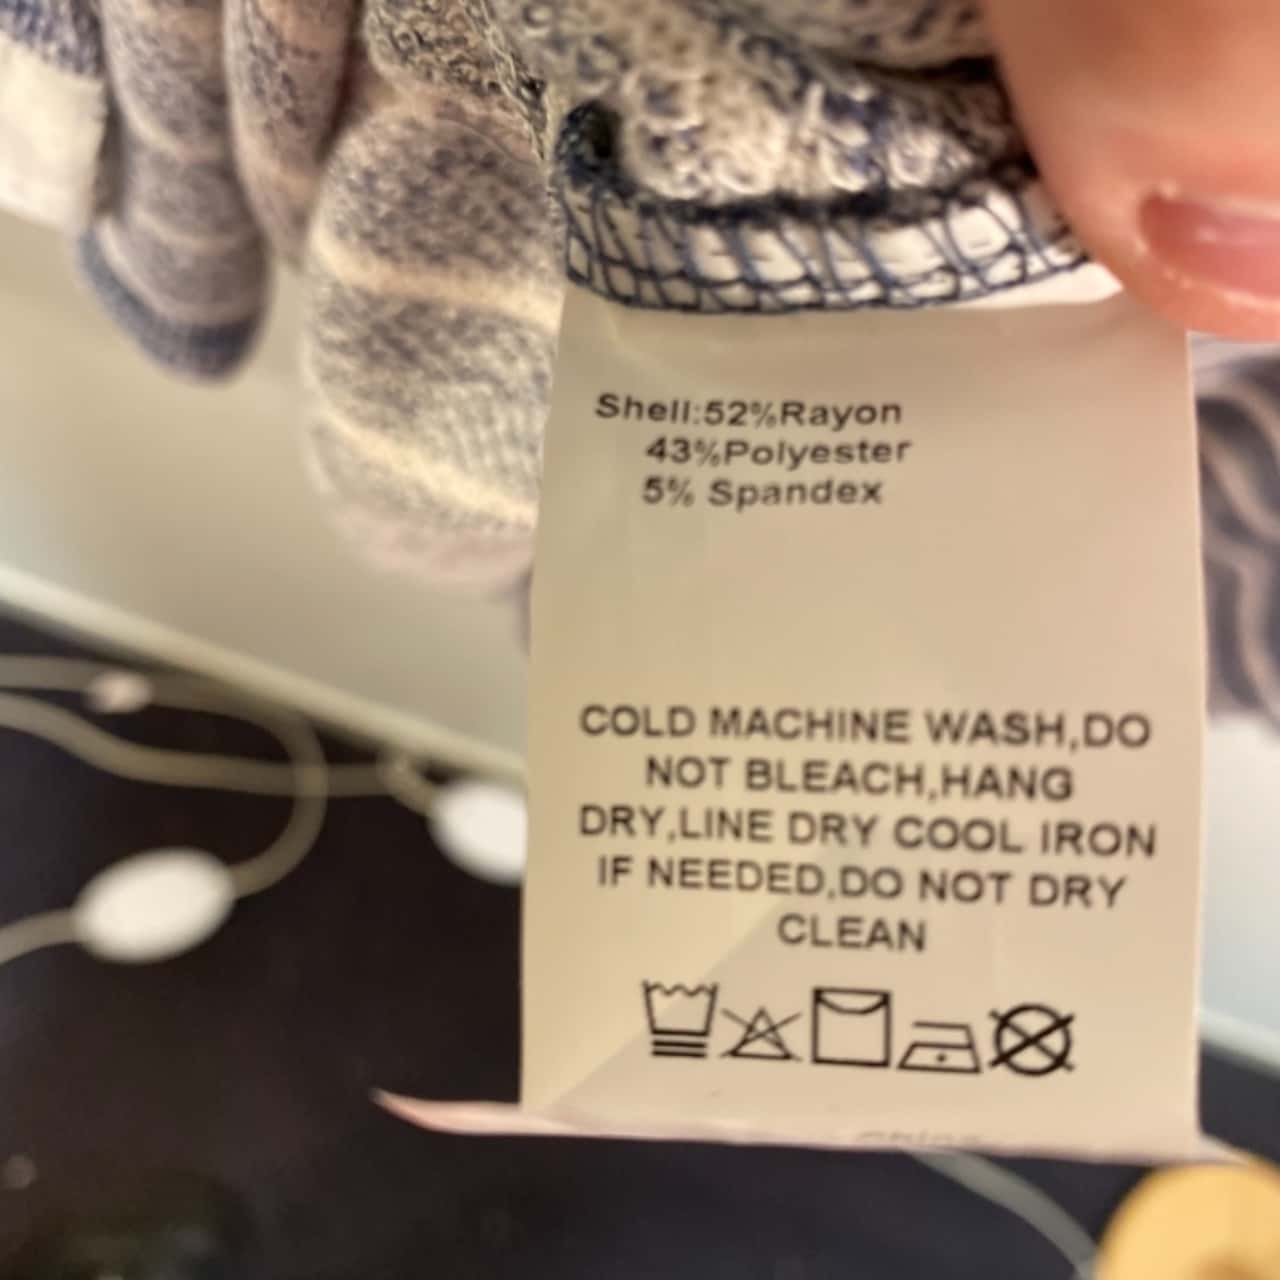 Shell:52%Rayon
43%Polyester
5% Spandex
COLD MACHINE WASH,DO
NOT BLEACH,HANG
DRY,LINE DRY COOL IRON
IF NEEDED,DO NOT DRY
CLEAN